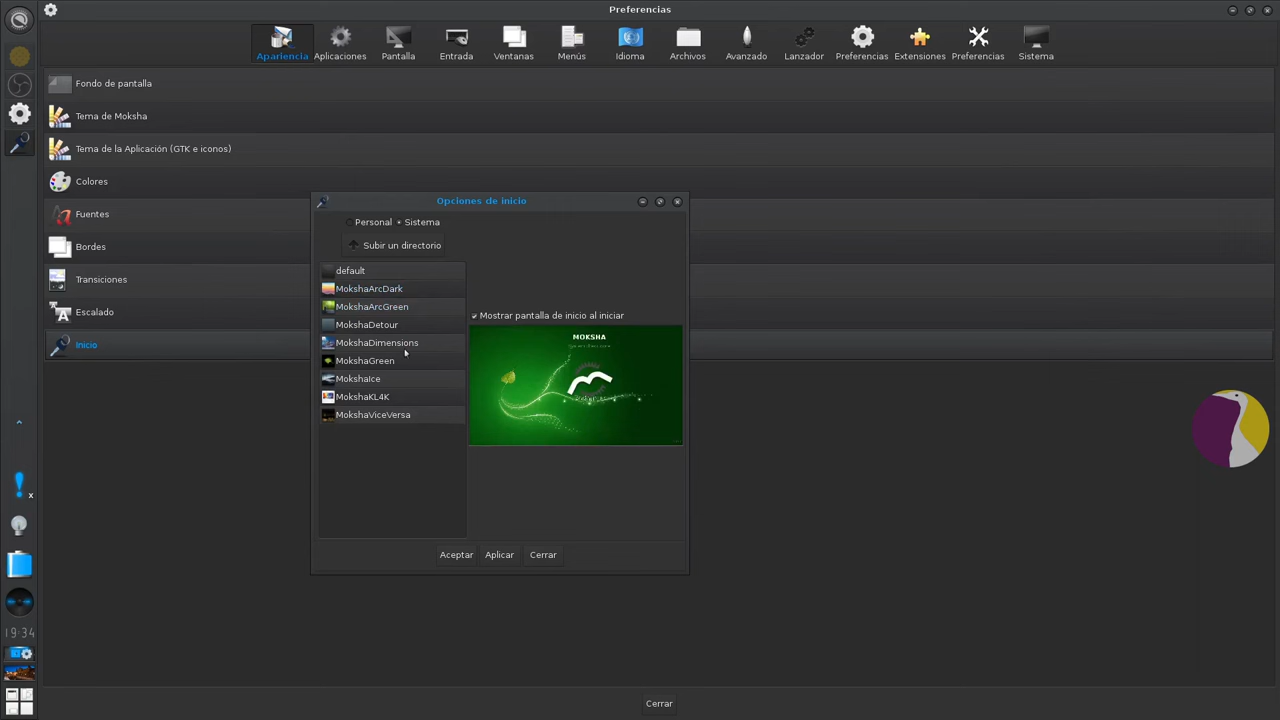 Preferencias
Apariencia Aplicaciones Pantalla Entrada Ventanas Menús Idioma Archivos Avanzado Lanzador Preferencias Extensiones Preferencias Sistema
Fondo de pantalla
Tema de Moksha
Tema de la Aplicación (GTK e iconos)
Colores
Fuentes
Bordes
Transiciones
Escalado
Inicio
Opciones de inicio
Personal Sistema
Subir un directorio
default
MokshaArcDark
MokshaArcGreen
MokshaDetour
MokshaDimensions
MokshaGreen
MokshaIce
MokshaKL4K
MokshaViceVersa
Mostrar pantalla de inicio al iniciar
MOKSHA
Aceptar Aplicar Cerrar
x
19:34
Cerrar